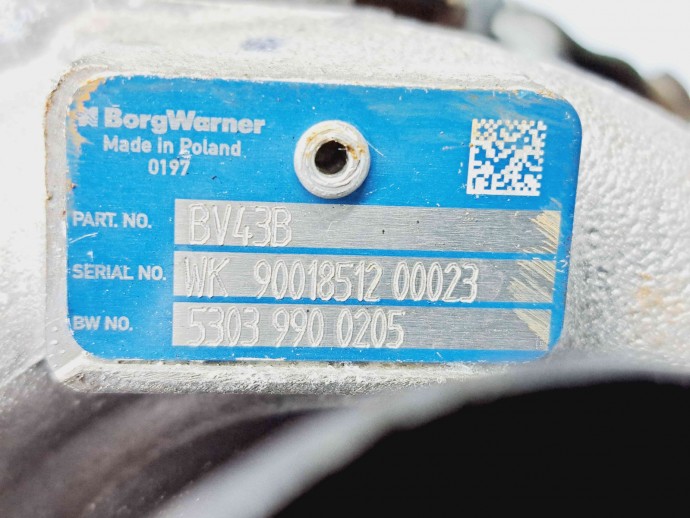 BorgWarner
Made in Poland
0197
PART. NO. BV43B
SERIAL NO. WK 90018512 00023
BW NO. 5303 990 0205